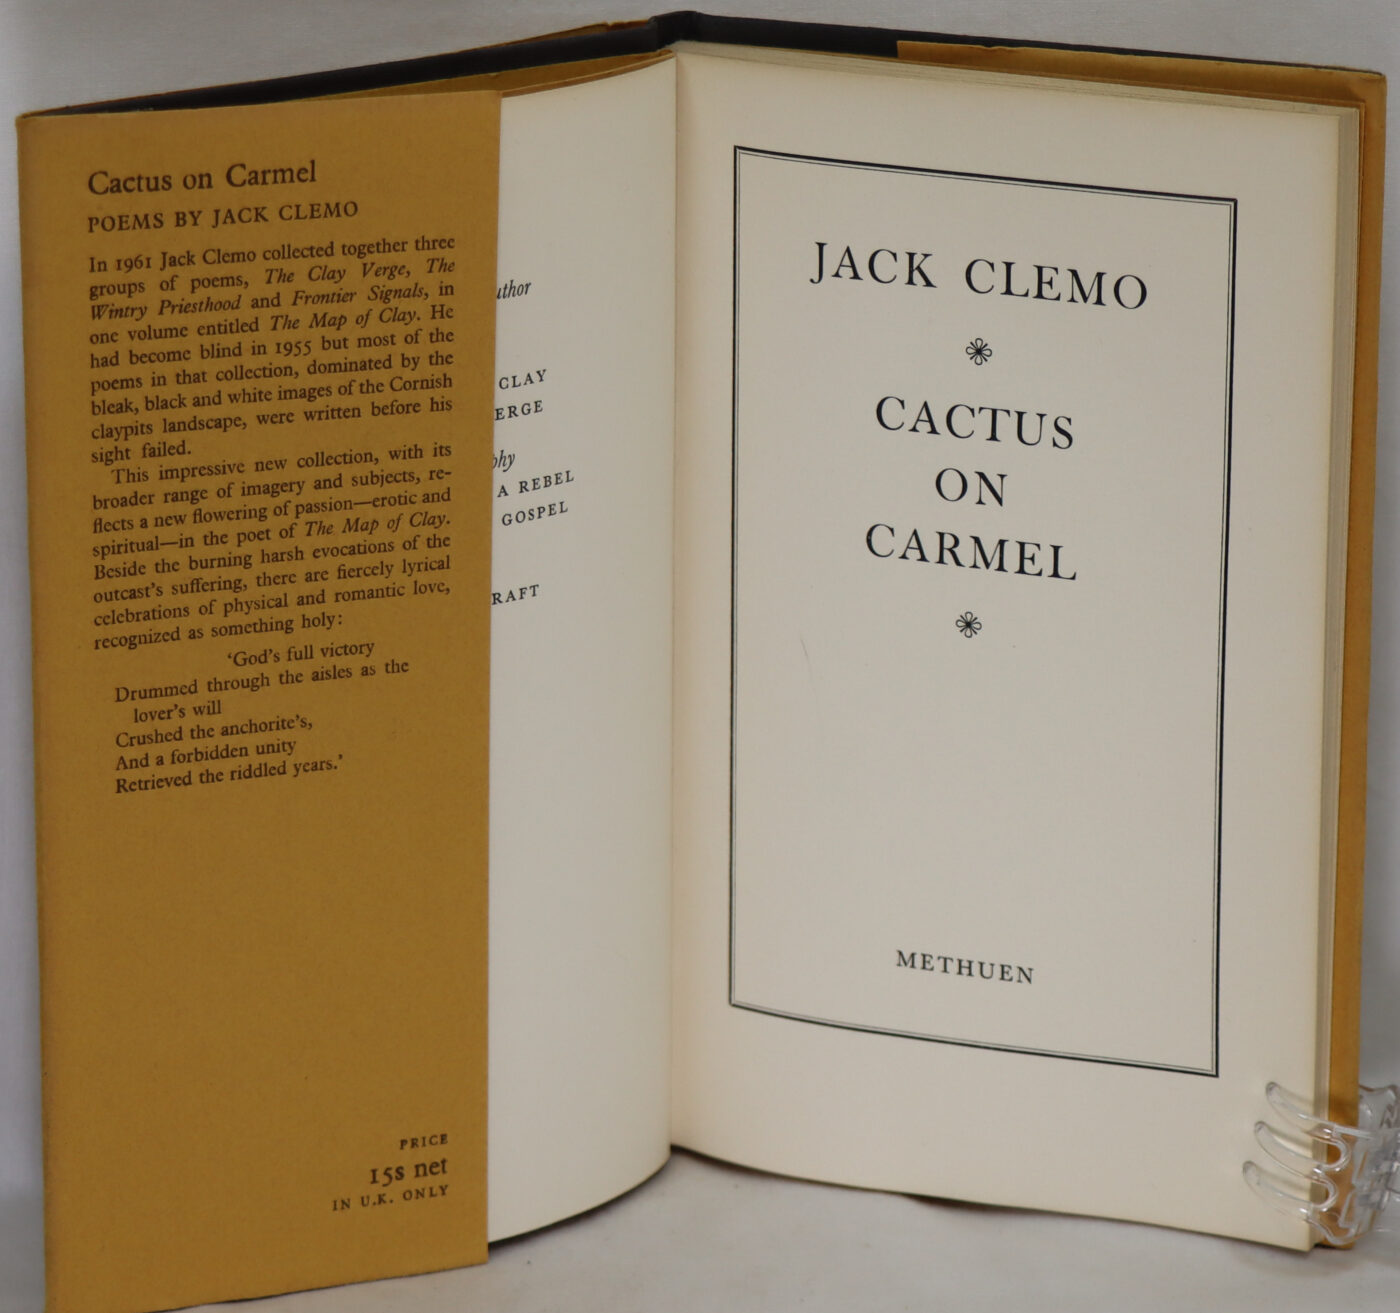 Cactus on Carmel
POEMS BY JACK CLEMO
In 1961 Jack Clemo collected together three
groups of poems, The Clay Verge, The
Wintry Priesthood and Frontier Signals, in
one volume entitled The Map of Clay. He
had become blind in 1955 but most of the
poems in that collection, dominated by the
bleak, black and white images of the Cornish
claypits landscape, were written before his
sight failed.
This impressive new collection, with its
broader range of imagery and subjects, re-
flects a new flowering of passion—erotic and
spiritual—in the poet of The Map of Clay.
Beside the burning harsh evocations of the
outcast's suffering, there are fiercely lyrical
celebrations of physical and romantic love,
recognized as something holy:
‘God's full victory
Drummed through the aisles as the
lover's will
Crushed the anchorite's,
And a forbidden unity
Retrieved the riddled years.’
PRICE
15s net
IN U.K. ONLY
CLAY
A REBEL
GOSPEL
JACK CLEMO
CACTUS
ON
CARMEL
METHUEN